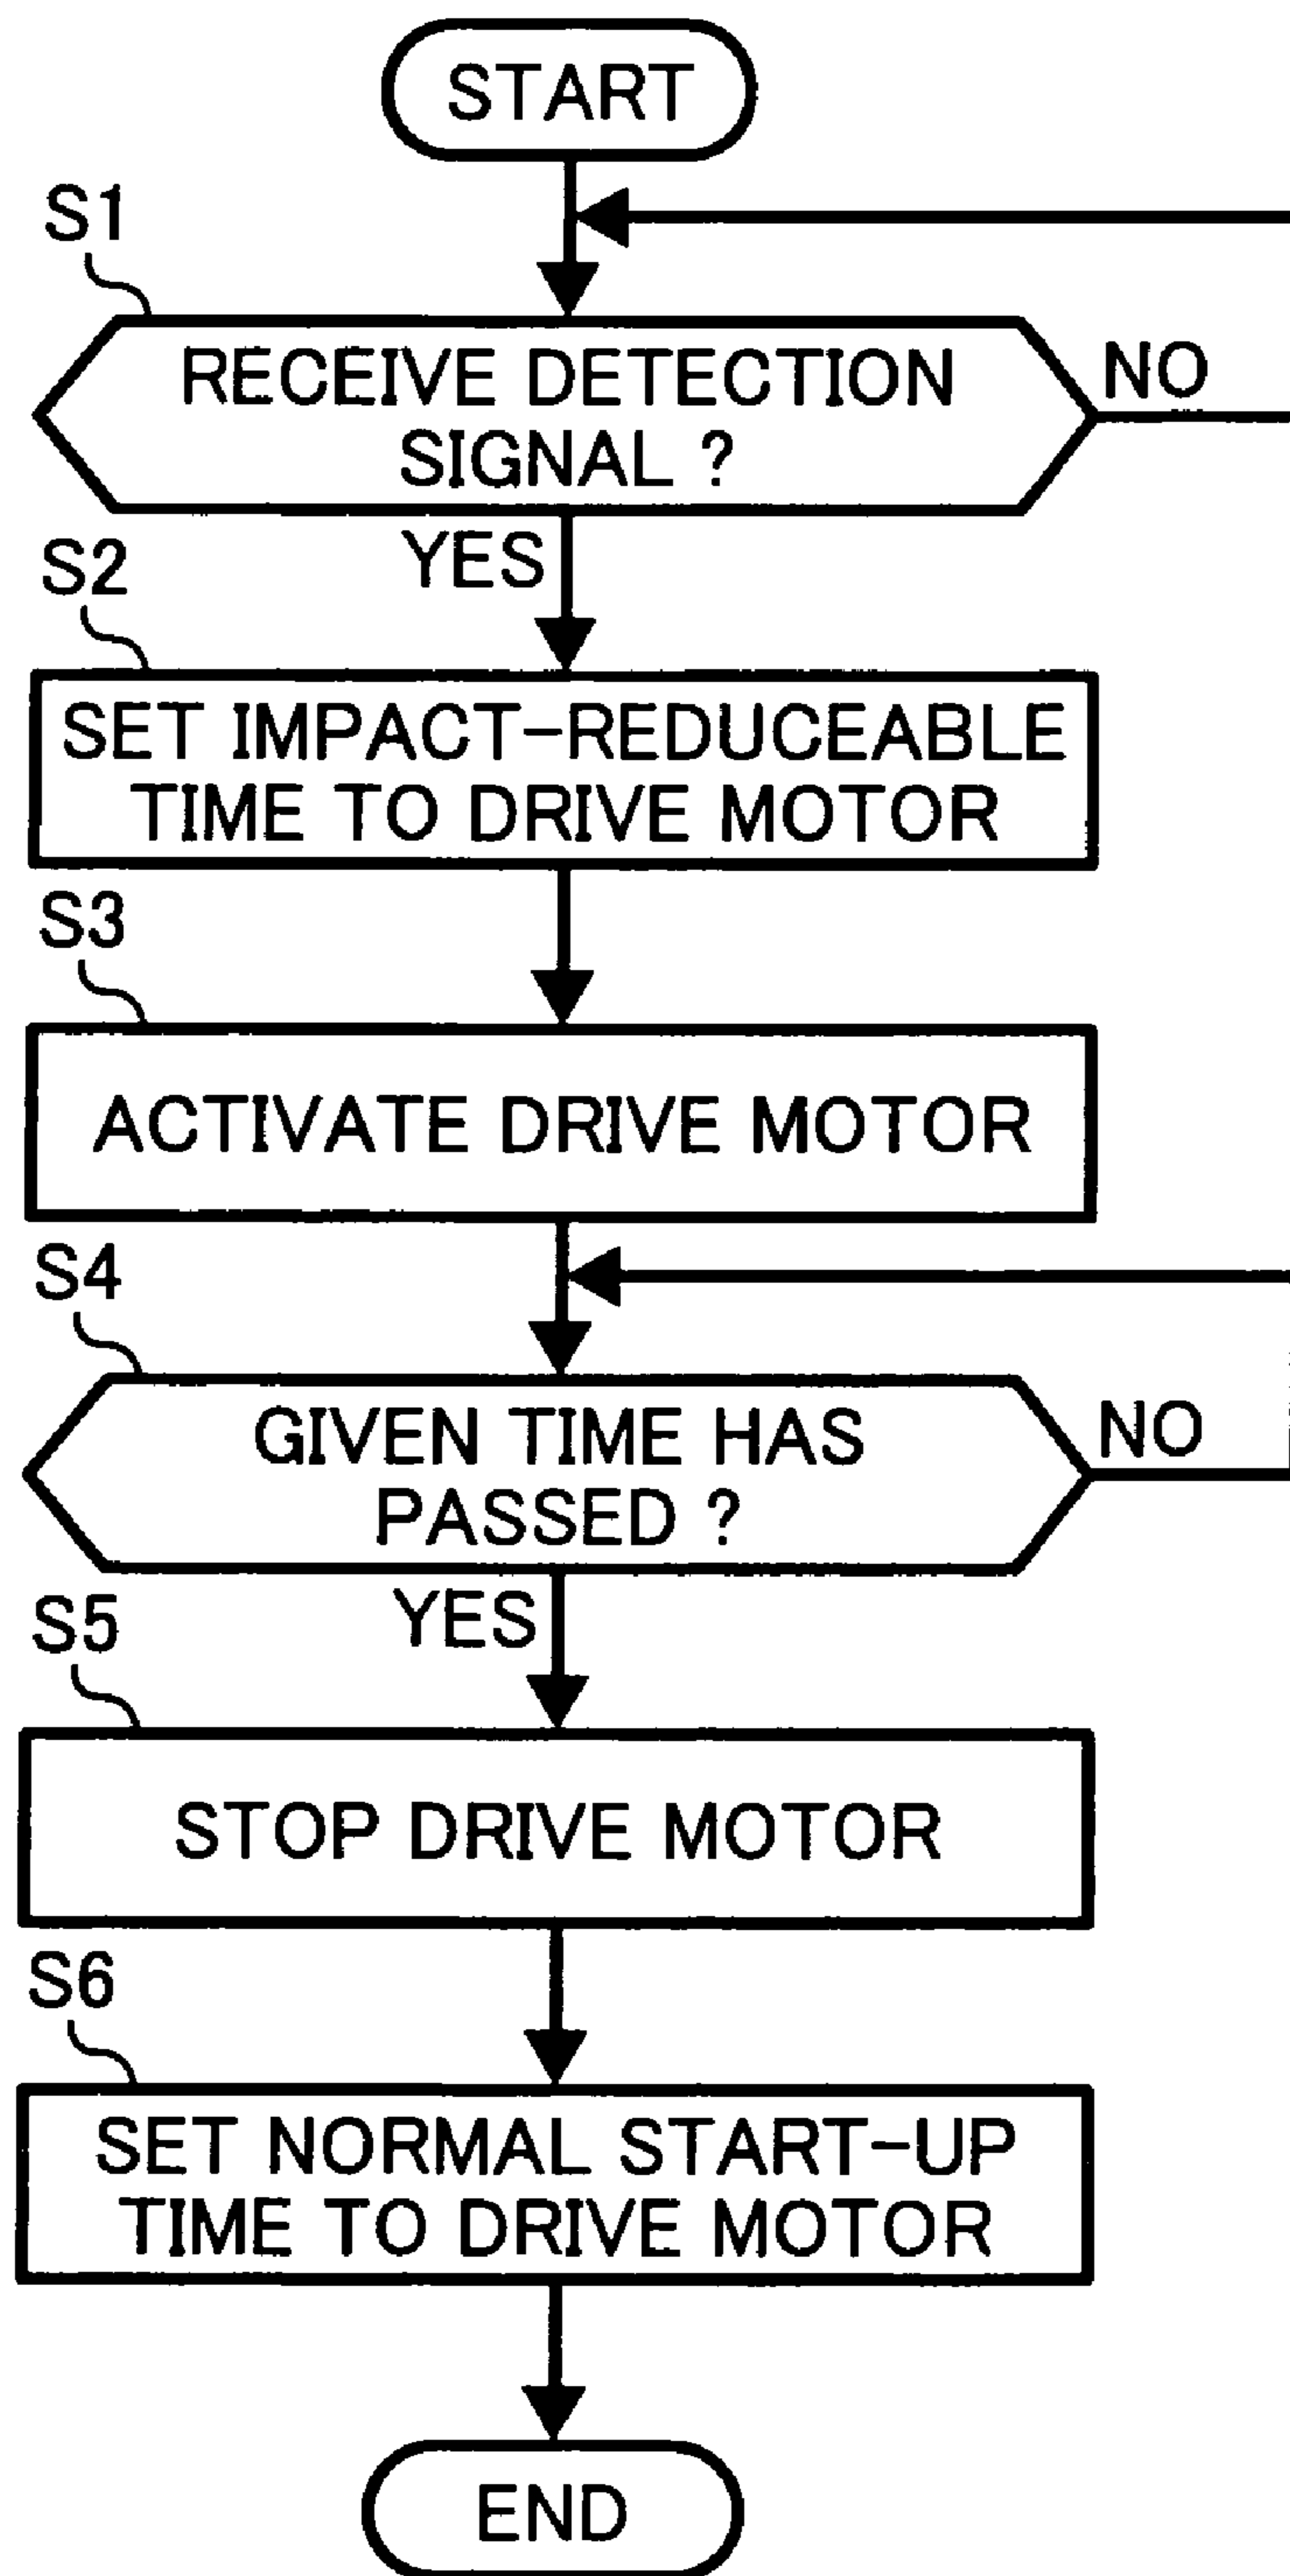 START
S1
RECEIVE DETECTION
SIGNAL ?
NO
YES
S2
SET IMPACT-REDUCEABLE
TIME TO DRIVE MOTOR
S3
ACTIVATE DRIVE MOTOR
S4
GIVEN TIME HAS
PASSED ?
NO
YES
S5
STOP DRIVE MOTOR
S6
SET NORMAL START-UP
TIME TO DRIVE MOTOR
END